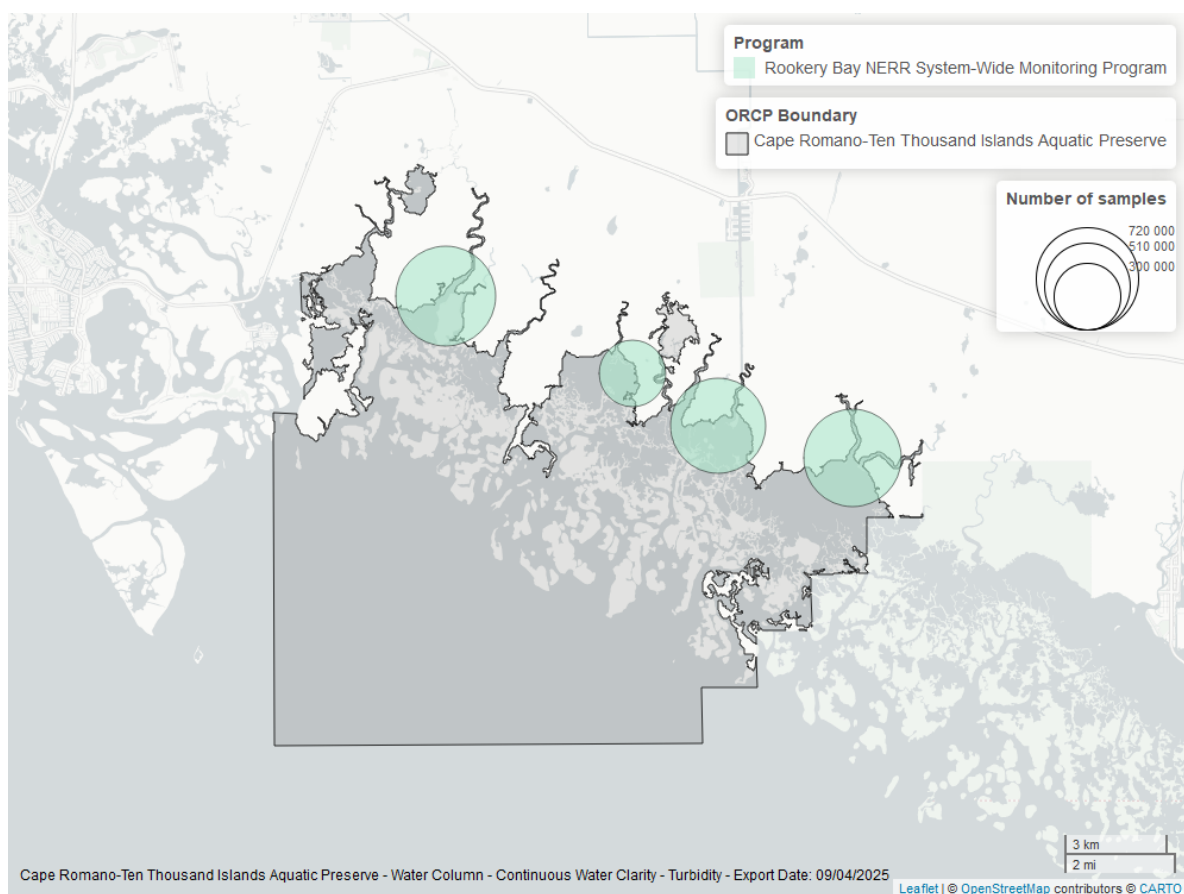 Program
Rookery Bay NERR System-Wide Monitoring Program
ORCP Boundary
Cape Romano-Ten Thousand Islands Aquatic Preserve
Number of samples
720 000
510 000
300 000
3 km
2 mi
Cape Romano-Ten Thousand Islands Aquatic Preserve - Water Column - Continuous Water Clarity - Turbidity - Export Date: 09/04/2025
Leaflet | © OpenStreetMap contributors © CARTO